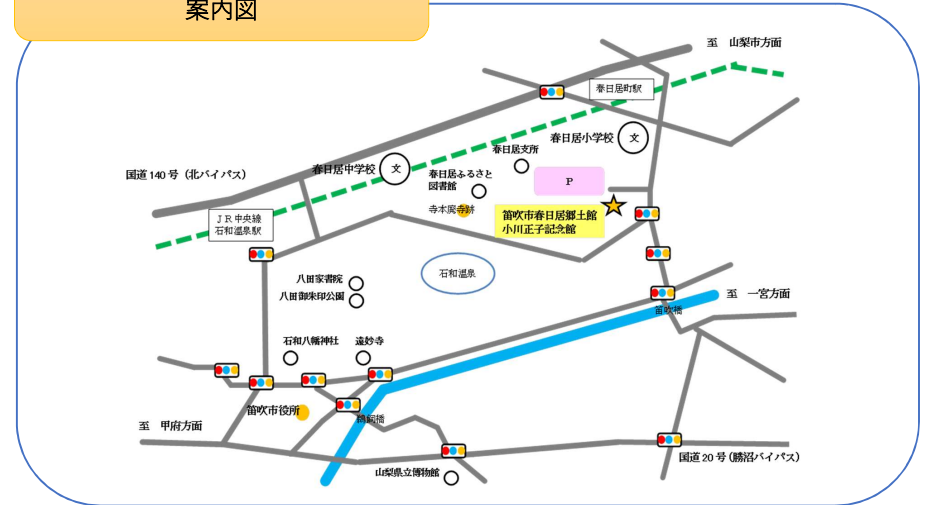 案内図
至　山梨市方面
春日居町駅
春日居小学校
文
春日居支所
春日居中学校
文
国道140号（北バイパス）
春日居ふるさと
図書館
P
寺本廃寺跡
笛吹市春日居郷土館
小川正子記念館
ＪＲ中央線
石和温泉駅
石和温泉
八田家書院
八田御朱印公園
至　一宮方面
笛吹橋
石和八幡神社
遠妙寺
笛吹市役所
鵜飼橋
至　甲府方面
国道20号（勝沼バイパス）
山梨県立博物館